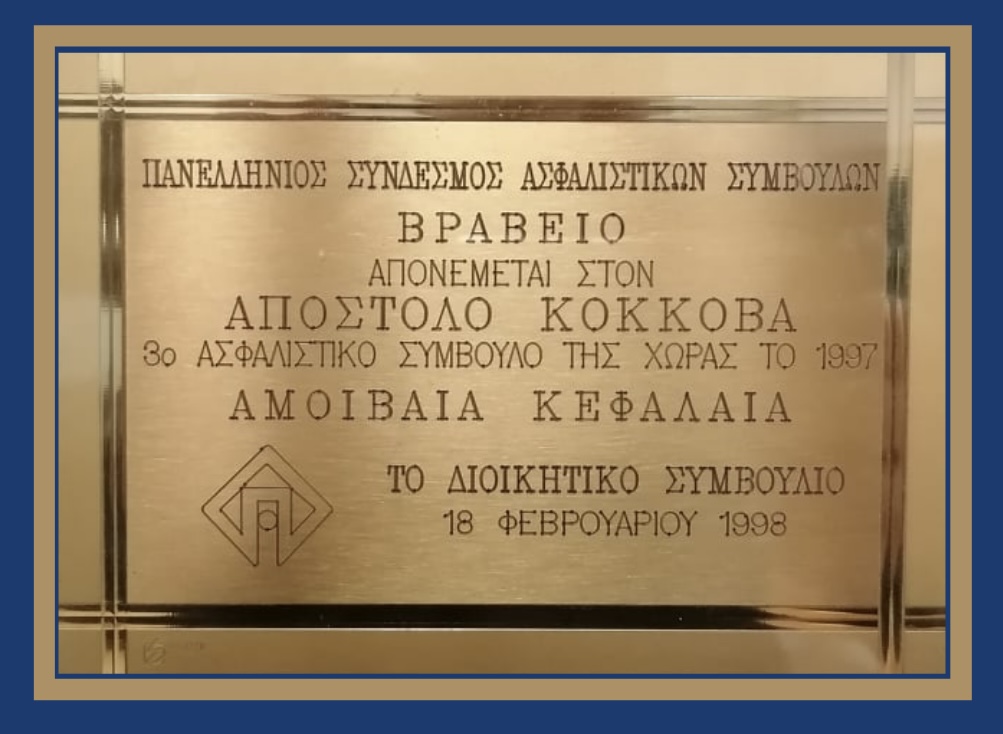 ΠΑΝΕΛΛΗΝΙΟΣ ΣΥΝΔΕΣΜΟΣ ΑΣΦΑΛΙΣΤΙΚΩΝ ΣΥΜΒΟΥΛΩΝ
ΒΡΑΒΕΙΟ
ΑΠΟΝΕΜΕΤΑΙ ΣΤΟΝ
ΑΠΟΣΤΟΛΟ ΚΟΚΚΟΒΑ
3ο ΑΣΦΑΛΙΣΤΙΚΟ ΣΥΜΒΟΥΛΟ ΤΗΣ ΧΩΡΑΣ ΤΟ 1997
ΑΜΟΙΒΑΙΑ ΚΕΦΑΛΑΙΑ
ΤΟ ΔΙΟΙΚΗΤΙΚΟ ΣΥΜΒΟΥΛΙΟ
18 ΦΕΒΡΟΥΑΡΙΟΥ 1998